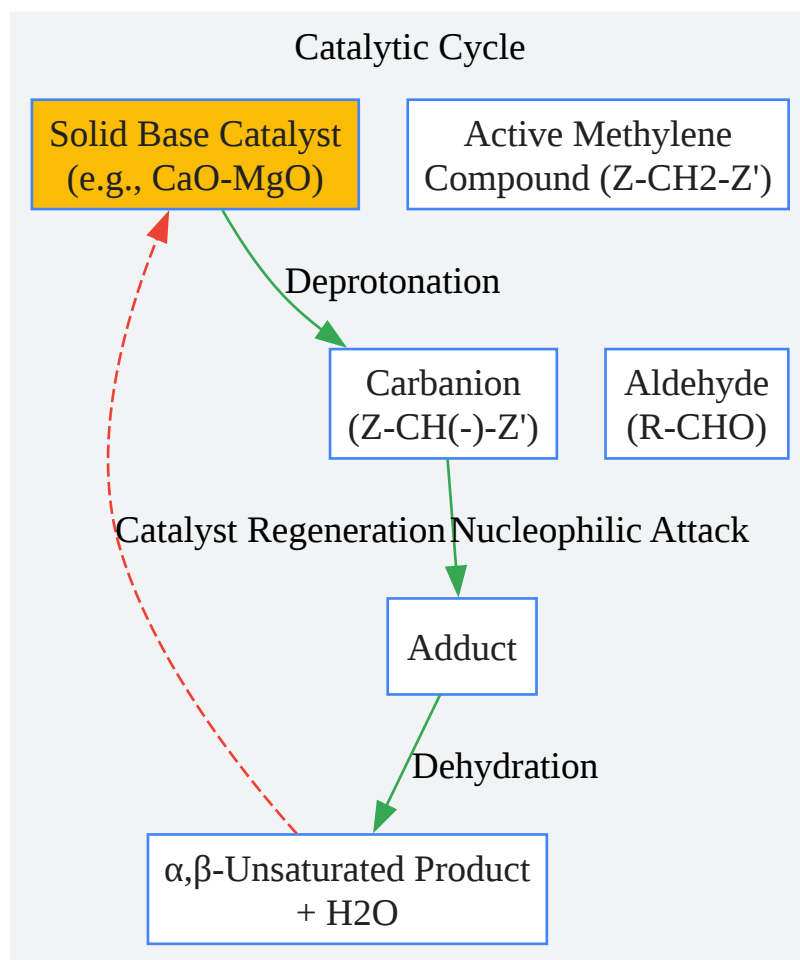 Catalytic Cycle
Solid Base Catalyst
(e.g., CaO-MgO)
Active Methylene
Compound (Z-CH2-Z')
Deprotonation
Carbanion
(Z-CH(-)-Z')
Aldehyde
(R-CHO)
Catalyst Regeneration
Nucleophilic Attack
Adduct
Dehydration
α,β-Unsaturated Product
+ H2O